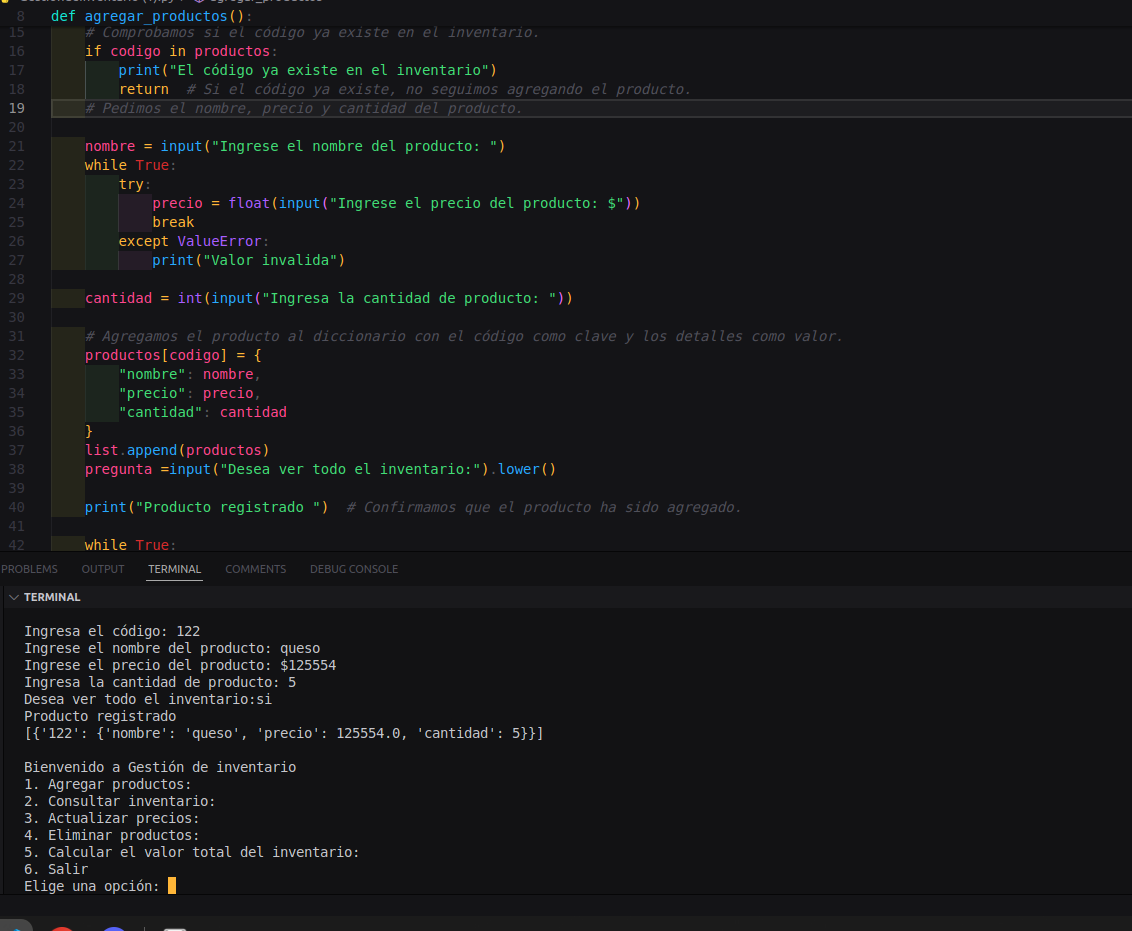 8 def agregar_productos():
15 # Comprobamos si el código ya existe en el inventario.
16 if codigo in productos:
17 print("El código ya existe en el inventario")
18 return # Si el código ya existe, no seguimos agregando el producto.
19 # Pedimos el nombre, precio y cantidad del producto.
20
21 nombre = input("Ingrese el nombre del producto: ")
22 while True:
23 try:
24 precio = float(input("Ingrese el precio del producto: $"))
25 break
26 except ValueError:
27 print("Valor invalida")
28
29 cantidad = int(input("Ingresa la cantidad de producto: "))
30
31 # Agregamos el producto al diccionario con el código como clave y los detalles como valor.
32 productos[codigo] = {
33 "nombre": nombre,
34 "precio": precio,
35 "cantidad": cantidad
36 }
37 list.append(productos)
38 pregunta =input("Desea ver todo el inventario:").lower()
39
40 print("Producto registrado ") # Confirmamos que el producto ha sido agregado.
41
42 while True:
PROBLEMS OUTPUT TERMINAL COMMENTS DEBUG CONSOLE
TERMINAL
Ingresa el código: 122
Ingrese el nombre del producto: queso
Ingrese el precio del producto: $125554
Ingresa la cantidad de producto: 5
Desea ver todo el inventario:si
Producto registrado
[{'122': {'nombre': 'queso', 'precio': 125554.0, 'cantidad': 5}}]
Bienvenido a Gestión de inventario
1. Agregar productos:
2. Consultar inventario:
3. Actualizar precios:
4. Eliminar productos:
5. Calcular el valor total del inventario:
6. Salir
Elige una opción: